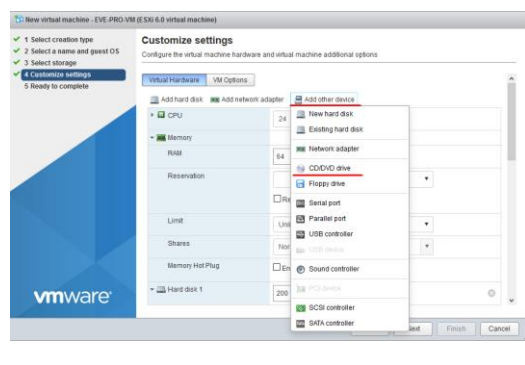 New virtual machine - EVE-PRO-VM (ESXi 6.0 virtual machine)
1 Select creation type
2 Select a name and guest OS
3 Select storage
4 Customize settings
5 Ready to complete
Customize settings
Configure the virtual machine hardware and virtual machine additional options
Virtual Hardware VM Options
Add hard disk Add network adapter Add other device
CPU 24
Memory
RAM 64
Reservation
Re
Limit Unli
Shares Nor
Memory Hot Plug En
Hard disk 1 200
New hard disk
Existing hard disk
Network adapter
CD/DVD drive
Floppy drive
Serial port
Parallel port
USB controller
USB device
Sound controller
PCI device
SCSI controller
SATA controller
vmware
Next Finish Cancel